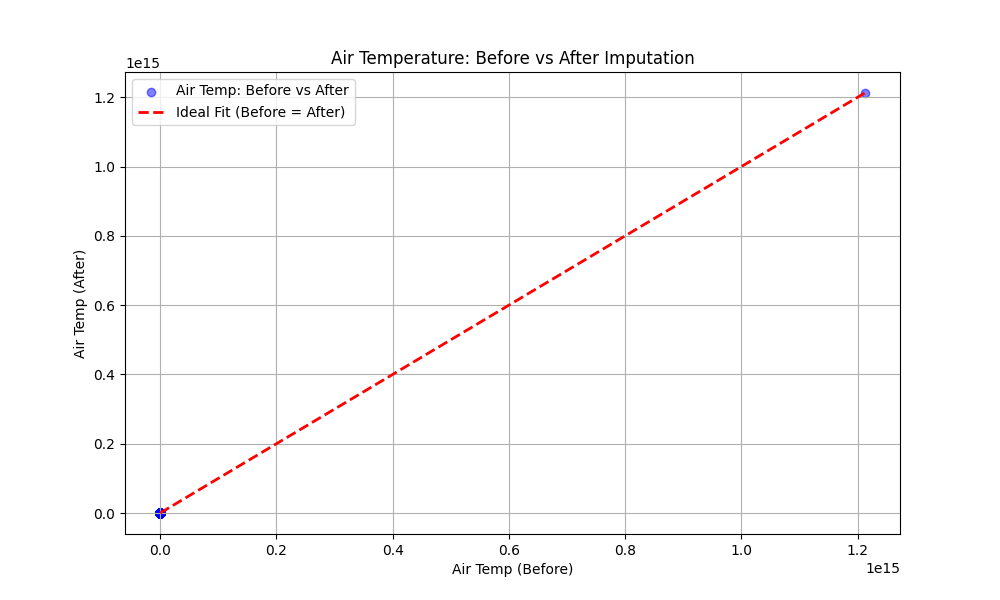 Air Temperature: Before vs After Imputation
1e15
Air Temp: Before vs After
Ideal Fit (Before = After)
1.2
1.0
0.8
0.6
0.4
0.2
0.0
Air Temp (After)
0.0 0.2 0.4 0.6 0.8 1.0 1.2
1e15
Air Temp (Before)